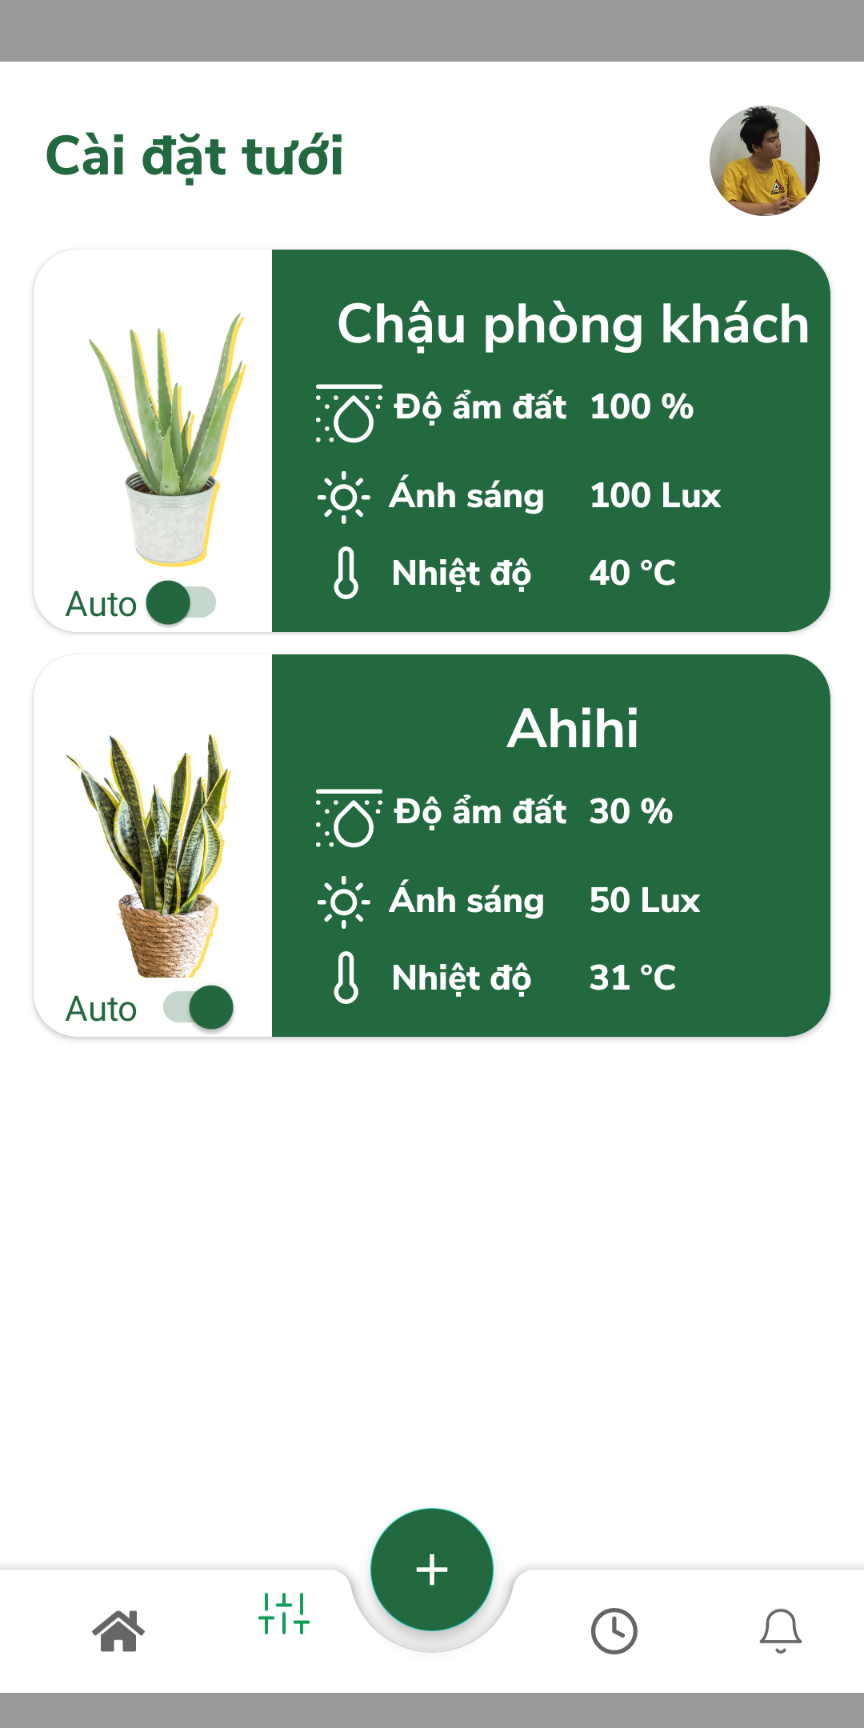 Cài đặt tưới
Chậu phòng khách
Độ ẩm đất 100 %
Ánh sáng 100 Lux
Nhiệt độ 40 °C
Auto
Ahihi
Độ ẩm đất 30 %
Ánh sáng 50 Lux
Nhiệt độ 31 °C
Auto